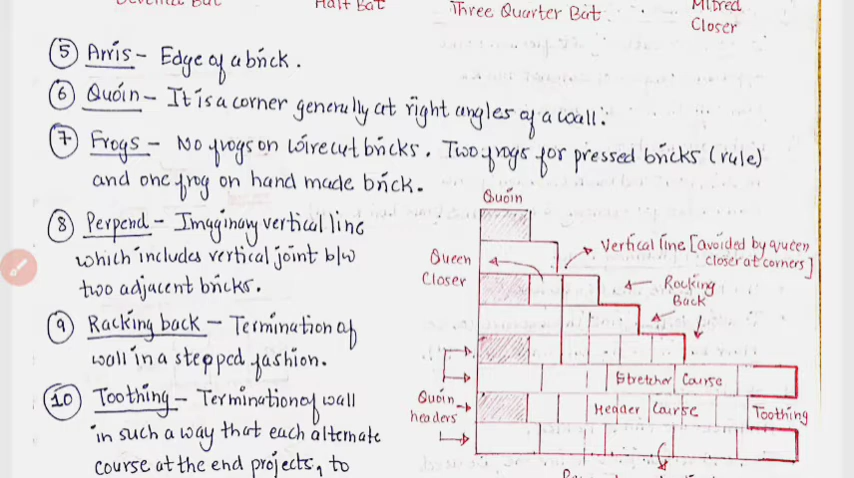 Half Bat
Three Quarter Bat
Mitred
Closer
5 Arris - Edge of a brick.
6 Quoin - It is a corner generally at right angles of a wall.
7 Frogs - No frogs on wirecut bricks. Two frogs for pressed bricks (rule)
and one frog on hand made brick.
8 Perpend - Imaginary vertical line
which includes vertical joint b/w
two adjacent bricks.
9 Racking back - Termination of
wall in a stepped fashion.
10 Toothing - Termination of wall
in such a way that each alternate
course at the end projects, to
Quoin
Vertical line [avoided by queen
closer at corners]
Queen
Closer
Racking
Back
Stretcher Course
Quoin
headers
Header Course
Toothing